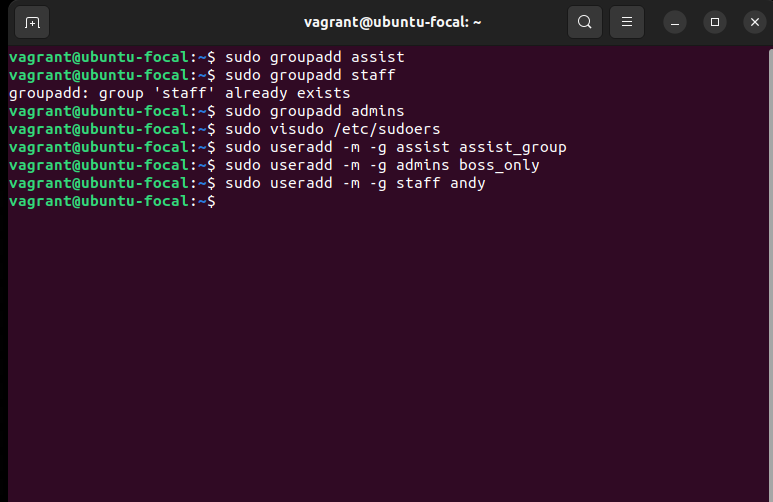 vagrant@ubuntu-focal: ~
vagrant@ubuntu-focal:~$ sudo groupadd assist
vagrant@ubuntu-focal:~$ sudo groupadd staff
groupadd: group 'staff' already exists
vagrant@ubuntu-focal:~$ sudo groupadd admins
vagrant@ubuntu-focal:~$ sudo visudo /etc/sudoers
vagrant@ubuntu-focal:~$ sudo useradd -m -g assist assist_group
vagrant@ubuntu-focal:~$ sudo useradd -m -g admins boss_only
vagrant@ubuntu-focal:~$ sudo useradd -m -g staff andy
vagrant@ubuntu-focal:~$